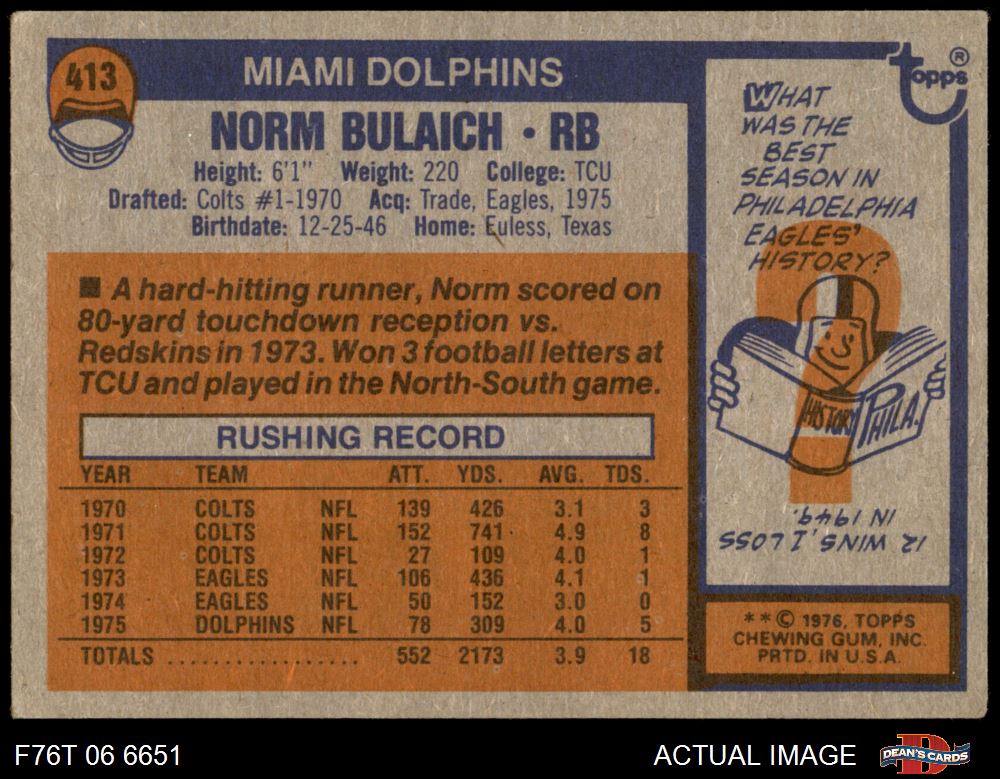 413
MIAMI DOLPHINS
NORM BULAICH • RB
Height: 6'1" Weight: 220 College: TCU
Drafted: Colts #1-1970 Acq: Trade, Eagles, 1975
Birthdate: 12-25-46 Home: Euless, Texas
■ A hard-hitting runner, Norm scored on
80-yard touchdown reception vs.
Redskins in 1973. Won 3 football letters at
TCU and played in the North-South game.
RUSHING RECORD
YEAR TEAM ATT. YDS. AVG. TDS.
1970 COLTS NFL 139 426 3.1 3
1971 COLTS NFL 152 741 4.9 8
1972 COLTS NFL 27 109 4.0 1
1973 EAGLES NFL 106 436 4.1 1
1974 EAGLES NFL 50 152 3.0 0
1975 DOLPHINS NFL 78 309 4.0 5
TOTALS ................. 552 2173 3.9 18
topps®
WHAT
WAS THE
BEST
SEASON IN
PHILADELPHIA
EAGLES'
HISTORY?
?
HISTORY PHILA.
12 WINS, 1 LOSS
IN 1949.
**© 1976, TOPPS
CHEWING GUM, INC.
PRTD. IN U.S.A.
F76T 06 6651
ACTUAL IMAGE
D
DEAN'S CARDS